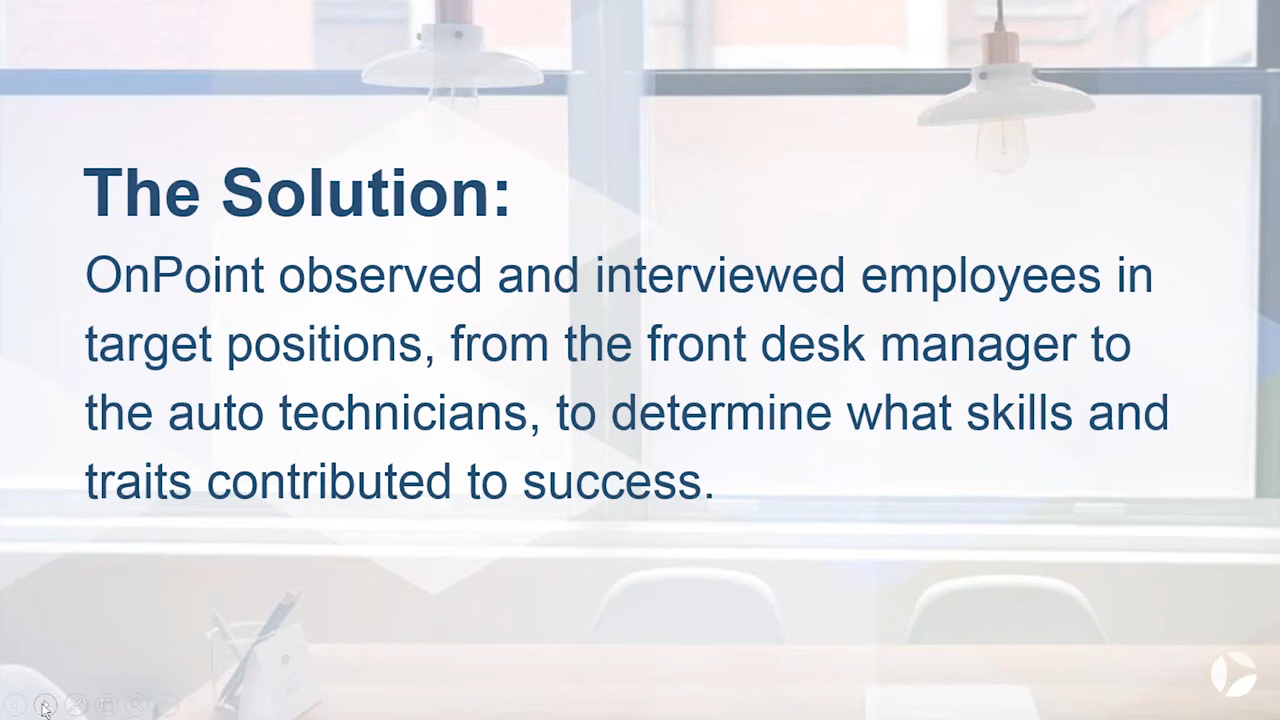 The Solution:
OnPoint observed and interviewed employees in
target positions, from the front desk manager to
the auto technicians, to determine what skills and
traits contributed to success.